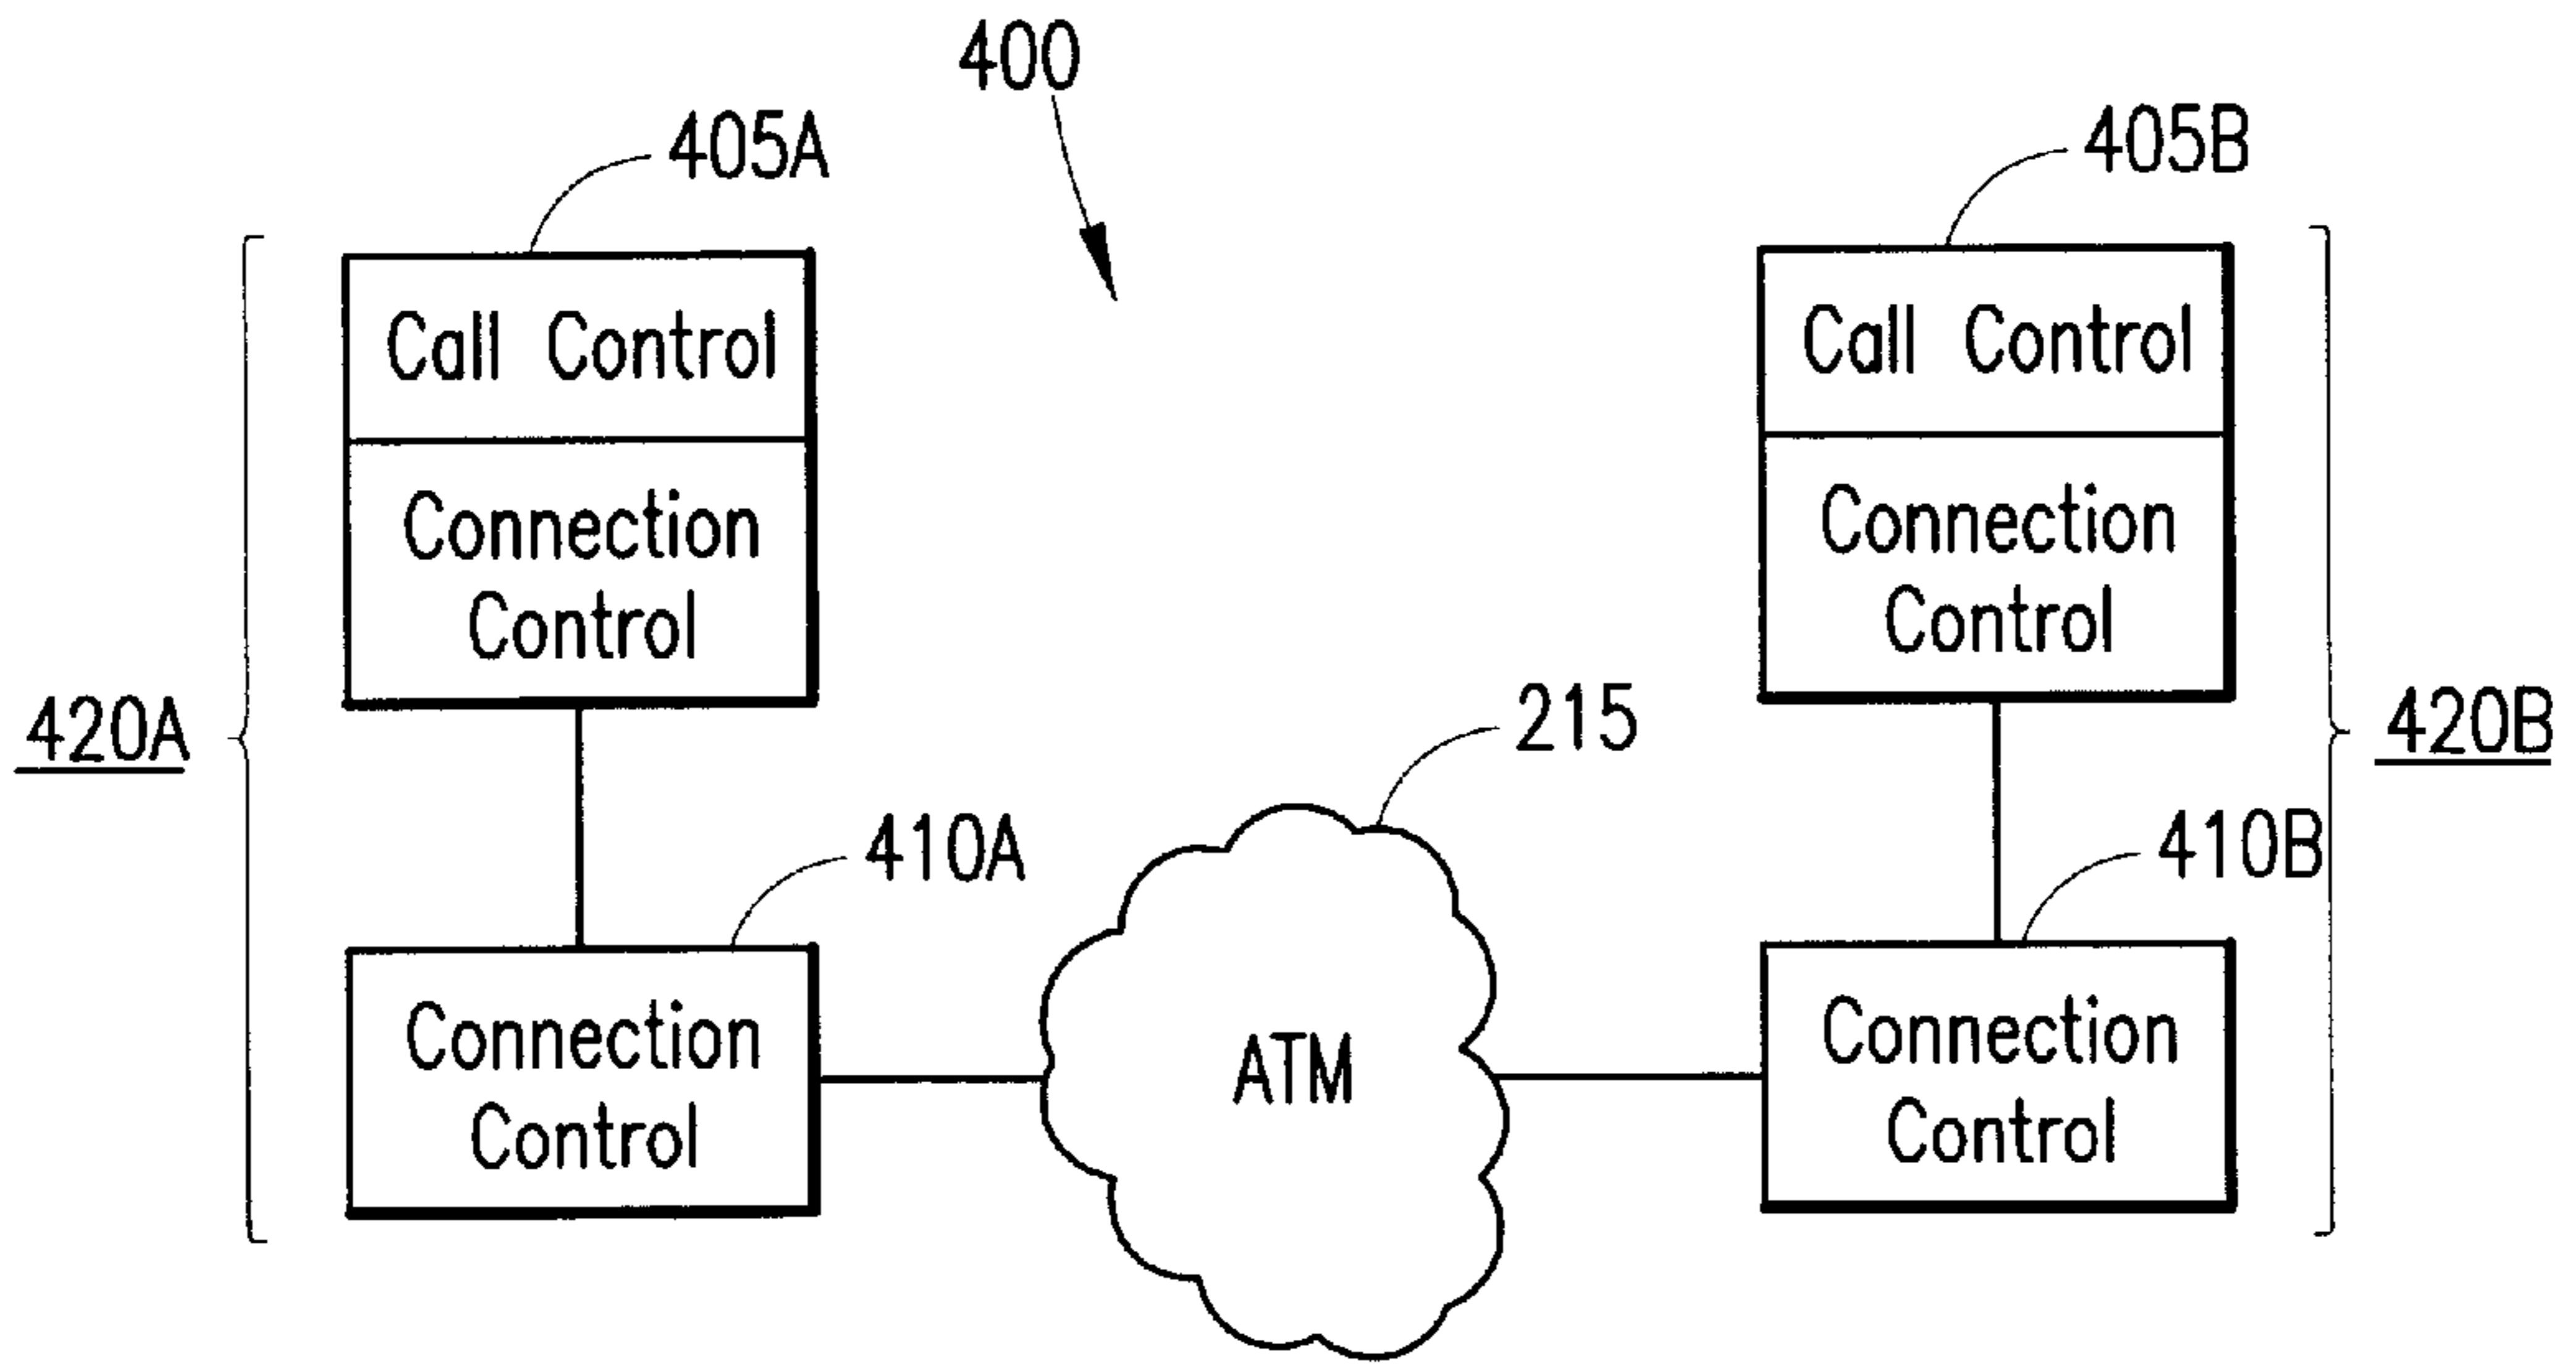 400
405A
405B
Call Control
Call Control
Connection
Control
Connection
Control
420A
215
420B
410A
410B
Connection
Control
ATM
Connection
Control